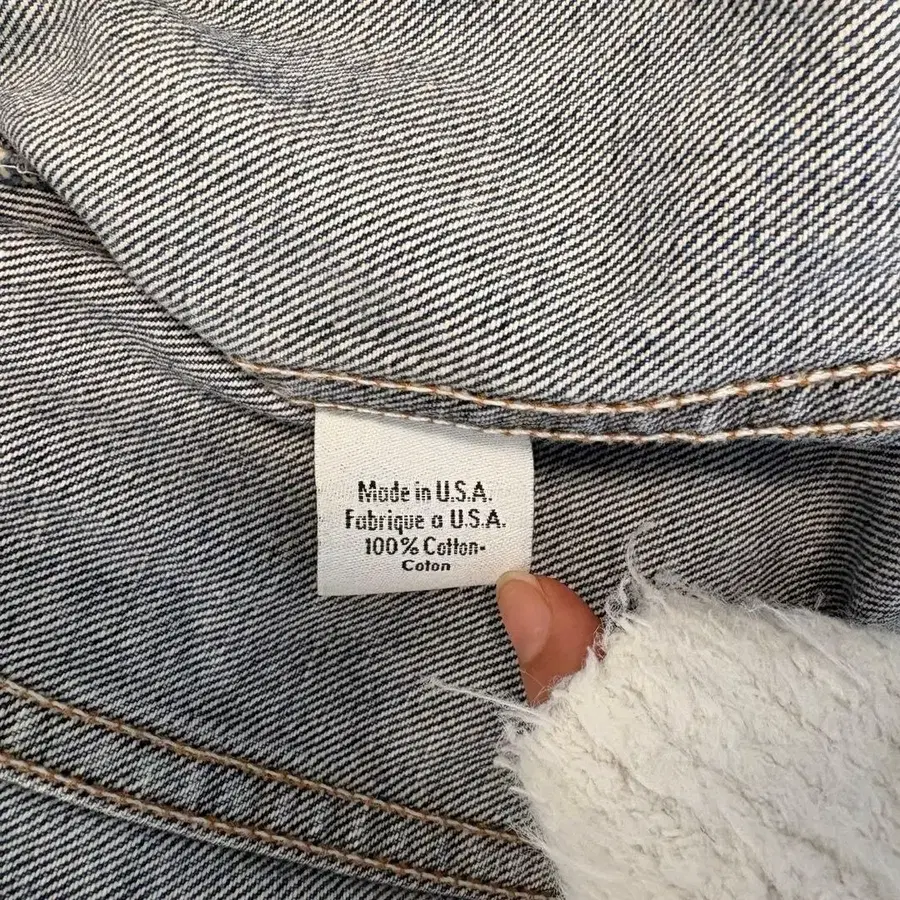 Made in U.S.A.
Fabrique a U.S.A.
100% Cotton-
Coton